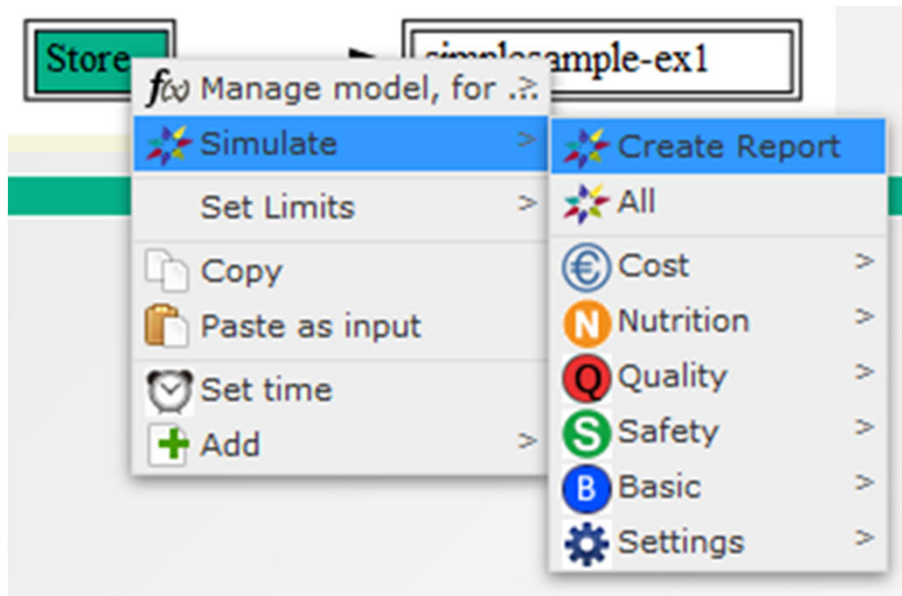 Store
simplesample-ex1
f(x) Manage model, for ...
Simulate >
Set Limits >
Copy
Paste as input
Set time
Add >
Create Report
All
€ Cost >
N Nutrition >
Q Quality >
S Safety >
B Basic >
Settings >